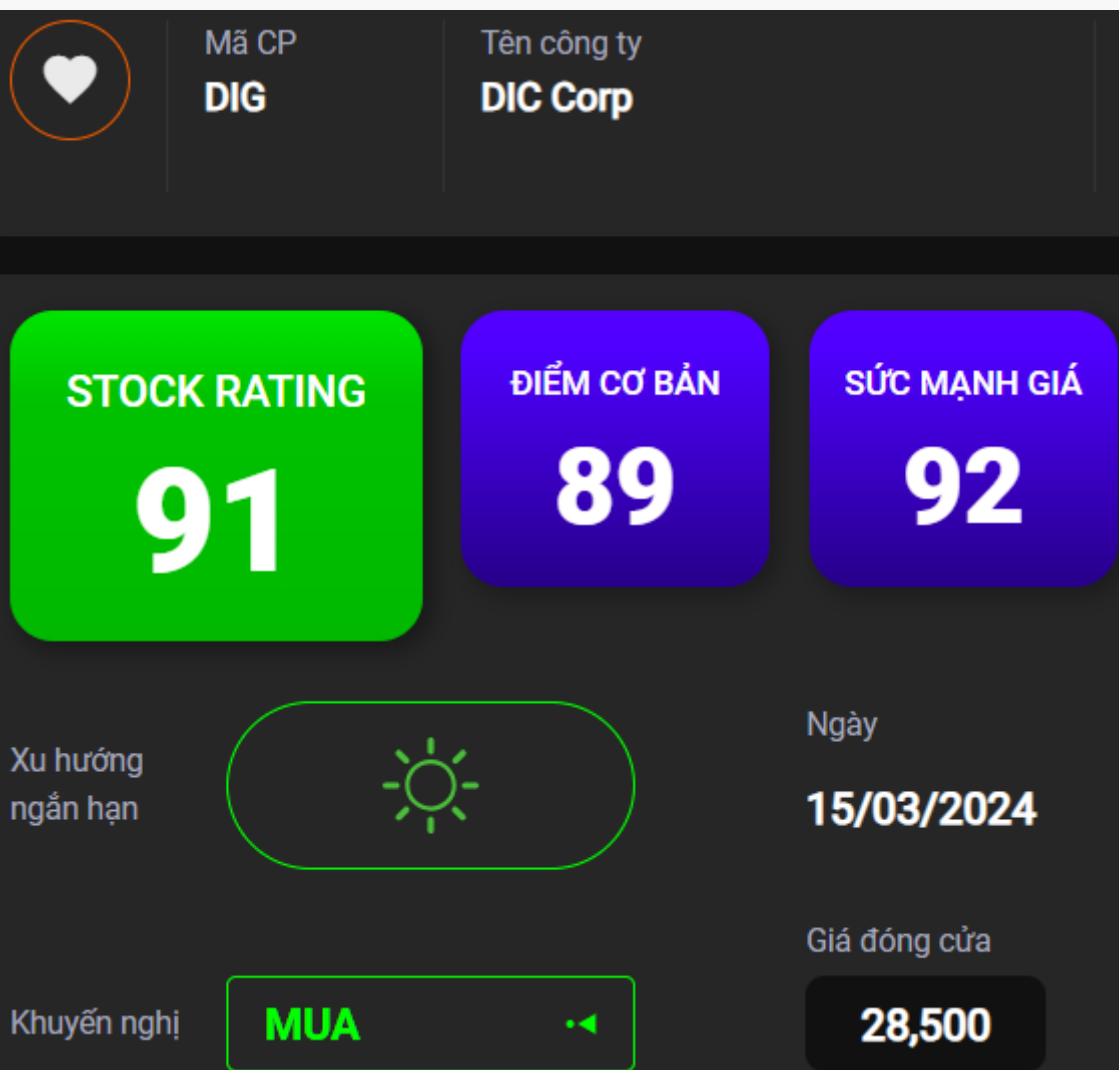 Mã CP
DIG
Tên công ty
DIC Corp
STOCK RATING
91
ĐIỂM CƠ BẢN
89
SỨC MẠNH GIÁ
92
Xu hướng
ngắn hạn
Ngày
15/03/2024
Khuyến nghị
MUA
Giá đóng cửa
28,500